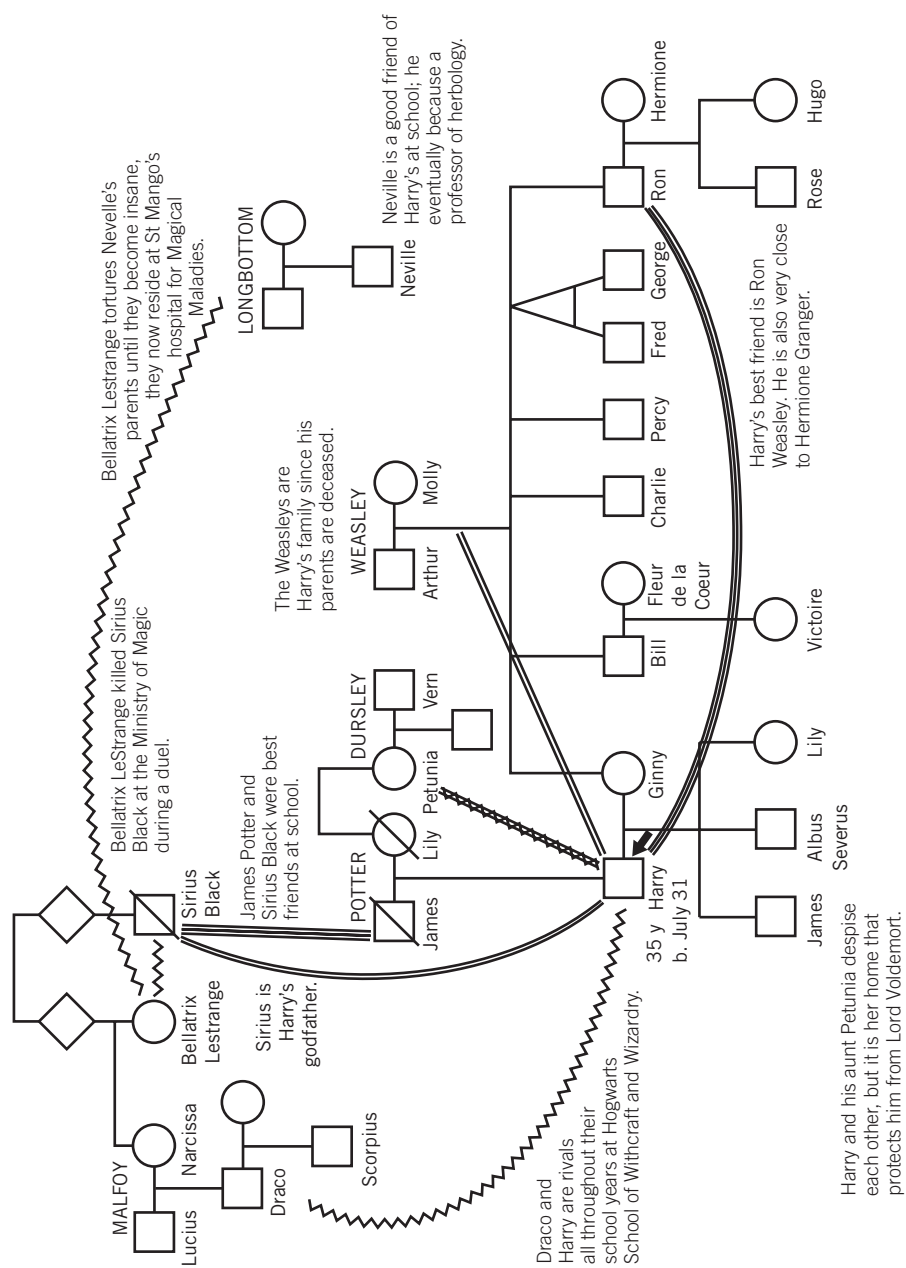 Bellatrix Lestrange tortures Nevelle's
parents until they become insane,
they now reside at St Mango's
hospital for Magical
Maladies.
Bellatrix LeStrange killed Sirius
Black at the Ministry of Magic
during a duel.
LONGBOTTOM
Neville
Neville is a good friend of
Harry's at school; he
eventually because a
professor of herbology.
MALFOY
Lucius
Narcissa
Bellatrix
Lestrange
Sirius
Black
Draco
Scorpius
Sirius is
Harry's
godfather.
James Potter and
Sirius Black were best
friends at school.
POTTER
James
Lily
DURSLEY
Petunia
Vern
The Weasleys are
Harry's family since his
parents are deceased.
WEASLEY
Arthur
Molly
Draco and
Harry are rivals
all throughout their
school years at Hogwarts
School of Withcraft and Wizardry.
35 y
Harry
b. July 31
Ginny
Bill
Fleur
de la
Coeur
Charlie
Percy
Fred
George
Ron
Hermione
James
Albus
Severus
Lily
Victoire
Harry's best friend is Ron
Weasley. He is also very close
to Hermione Granger.
Rose
Hugo
Harry and his aunt Petunia despise
each other, but it is her home that
protects him from Lord Voldemort.